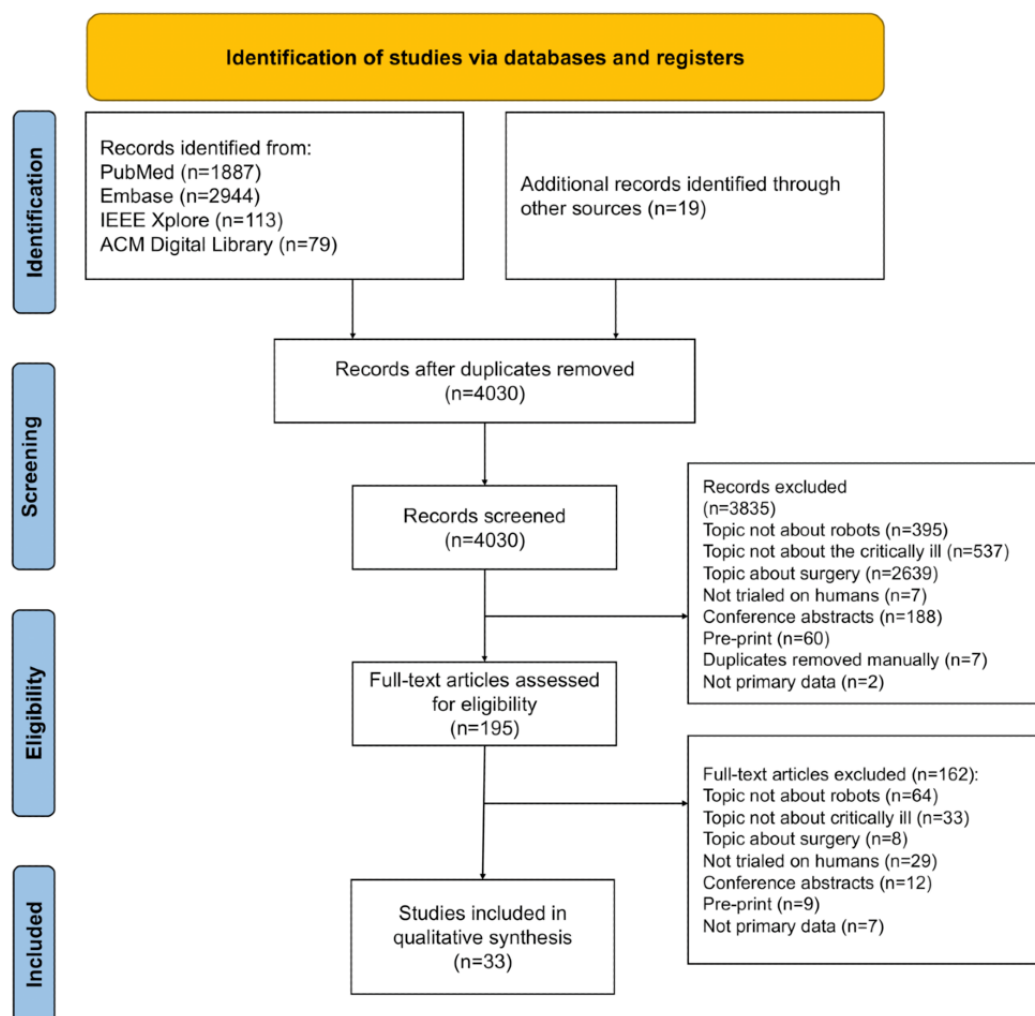 Identification of studies via databases and registers
Identification
Records identified from:
PubMed (n=1887)
Embase (n=2944)
IEEE Xplore (n=113)
ACM Digital Library (n=79)
Additional records identified through
other sources (n=19)
Screening
Records after duplicates removed
(n=4030)
Records screened
(n=4030)
Records excluded
(n=3835)
Topic not about robots (n=395)
Topic not about the critically ill (n=537)
Topic about surgery (n=2639)
Not trialed on humans (n=7)
Conference abstracts (n=188)
Pre-print (n=60)
Duplicates removed manually (n=7)
Not primary data (n=2)
Eligibility
Full-text articles assessed
for eligibility
(n=195)
Full-text articles excluded (n=162):
Topic not about robots (n=64)
Topic not about critically ill (n=33)
Topic about surgery (n=8)
Not trialed on humans (n=29)
Conference abstracts (n=12)
Pre-print (n=9)
Not primary data (n=7)
Included
Studies included in
qualitative synthesis
(n=33)